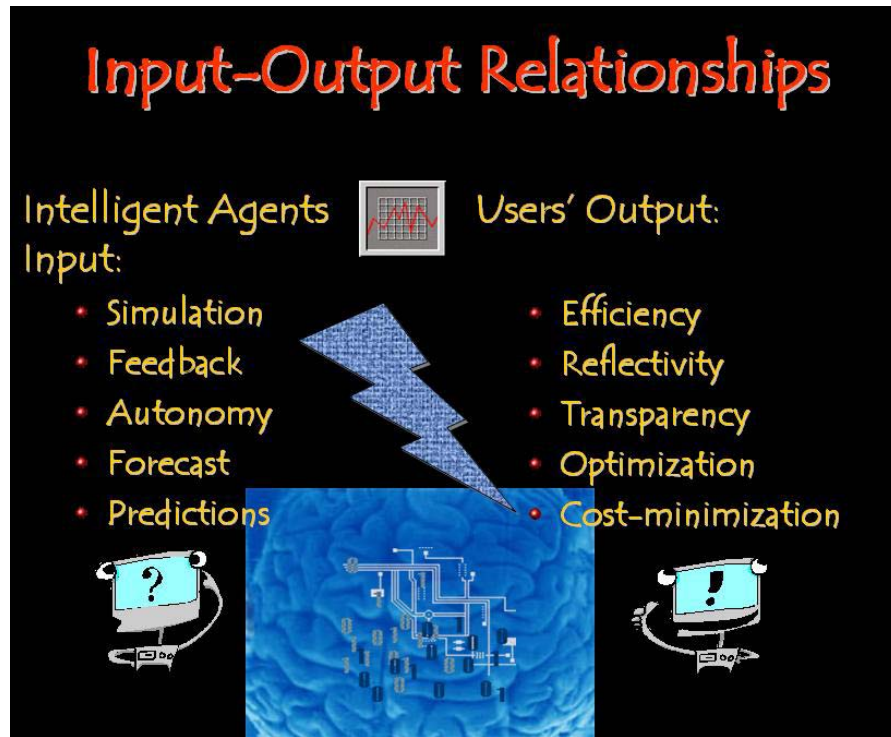 Input-Output Relationships
Intelligent Agents
Input:
Simulation
Feedback
Autonomy
Forecast
Predictions
Users' Output:
Efficiency
Reflectivity
Transparency
Optimization
Cost-minimization
?
!